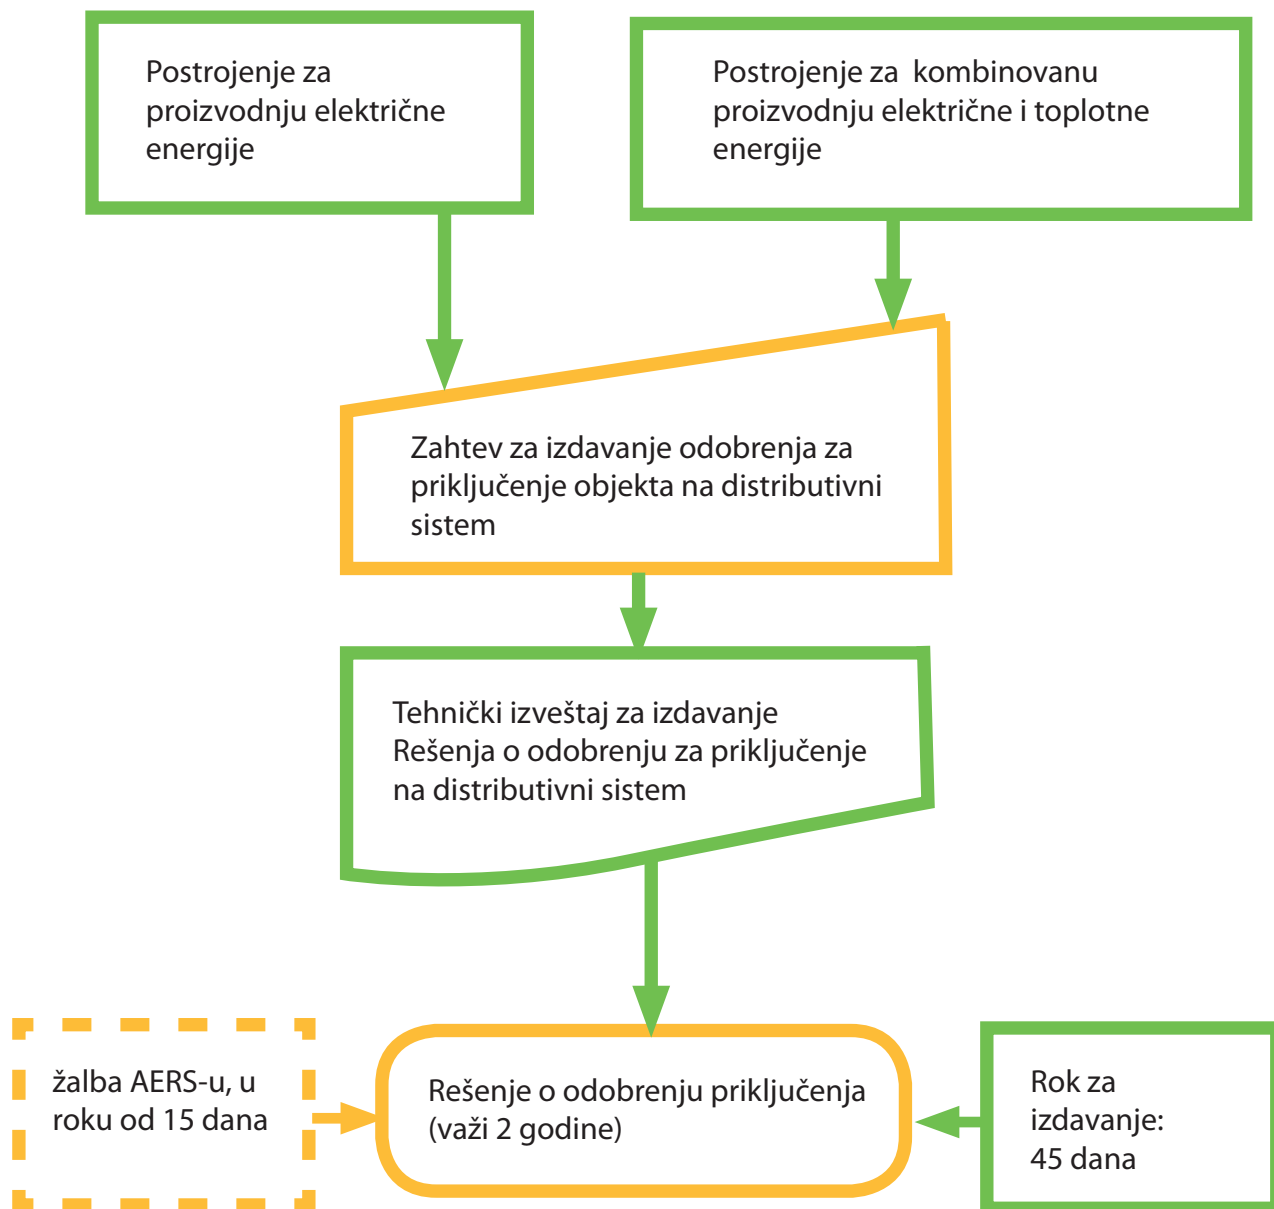 Postrojenje za
proizvodnju električne
energije
Postrojenje za kombinovanu
proizvodnju električne i toplotne
energije
Zahtev za izdavanje odobrenja za
priključenje objekta na distributivni
sistem
Tehnički izveštaj za izdavanje
Rešenja o odobrenju za priključenje
na distributivni sistem
žalba AERS-u, u
roku od 15 dana
Rešenje o odobrenju priključenja
(važi 2 godine)
Rok za
izdavanje:
45 dana